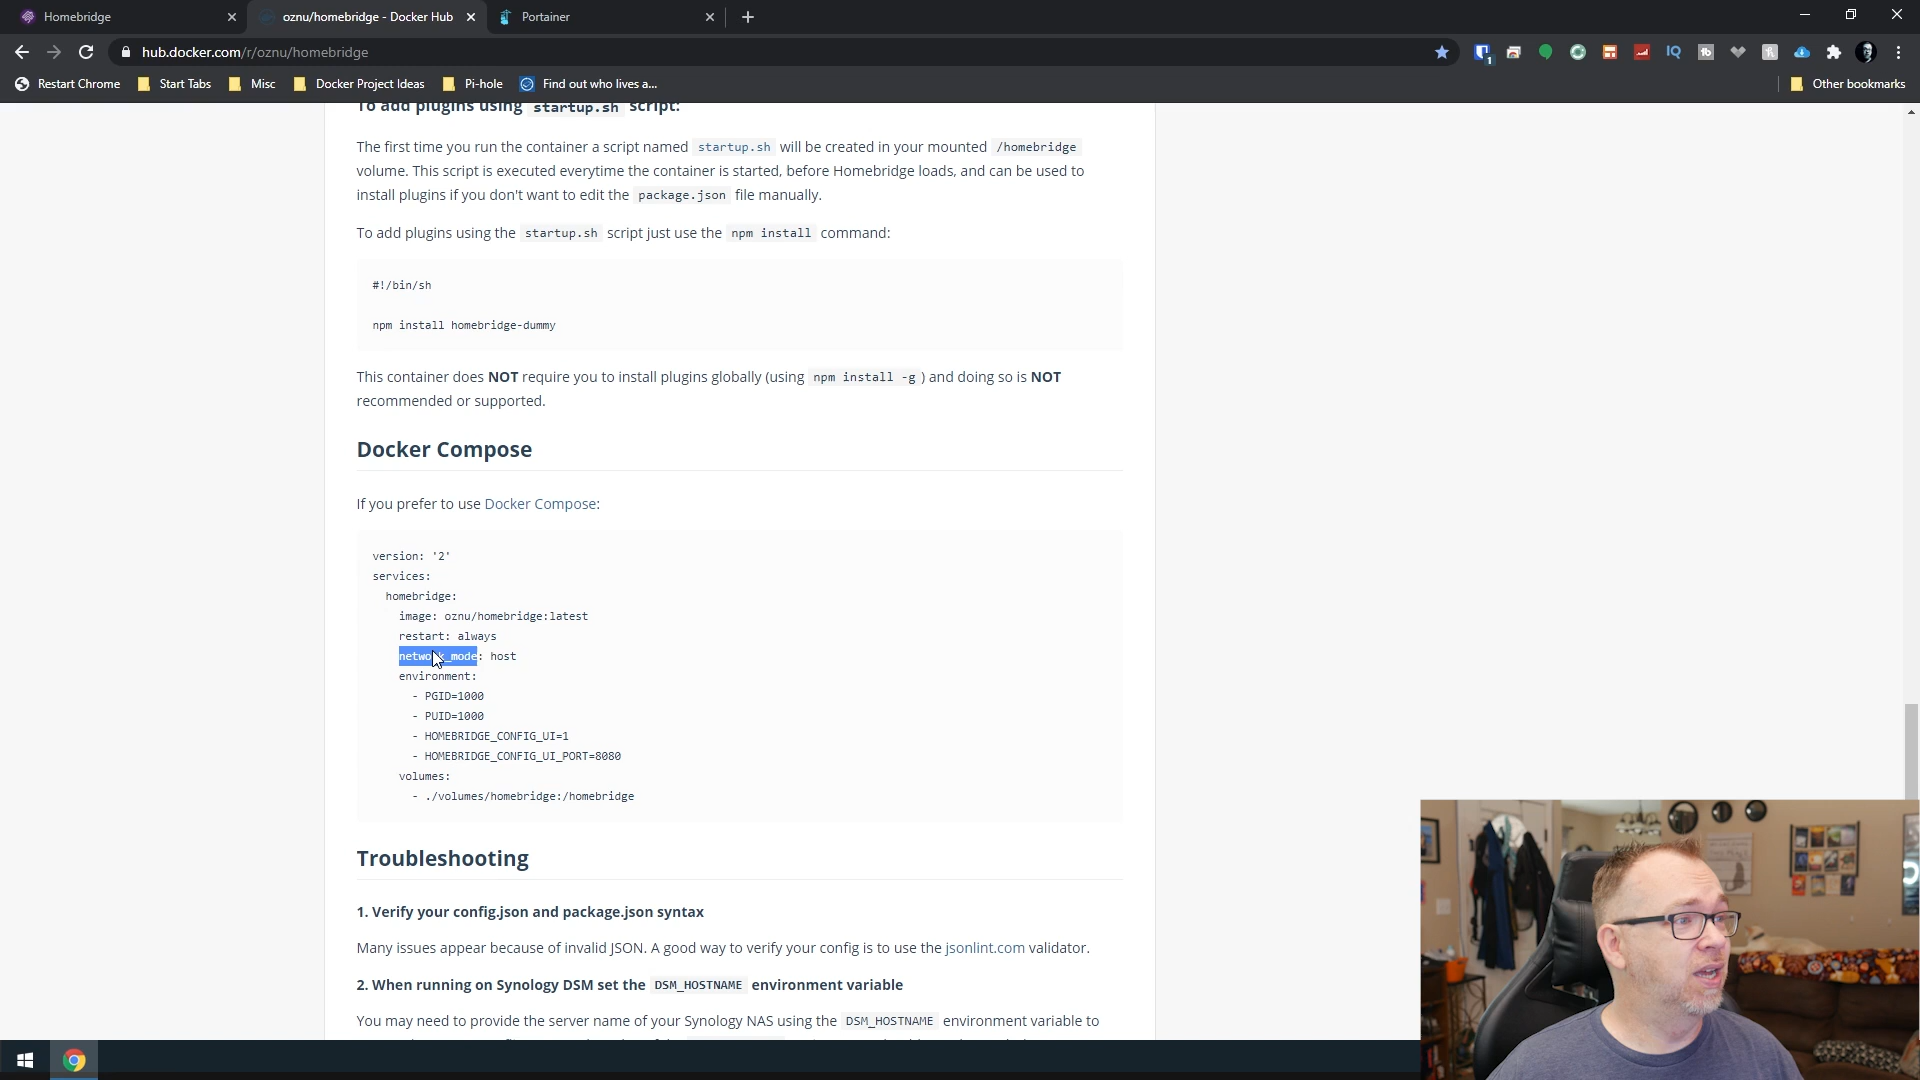 Homebridge
oznu/homebridge - Docker Hub
Portainer
hub.docker.com/r/oznu/homebridge
Restart Chrome
Start Tabs
Misc
Docker Project Ideas
Pi-hole
Find out who lives a...
Other bookmarks
To add plugins using startup.sh script:
The first time you run the container a script named startup.sh will be created in your mounted /homebridge
volume. This script is executed everytime the container is started, before Homebridge loads, and can be used to
install plugins if you don't want to edit the package.json file manually.
To add plugins using the startup.sh script just use the npm install command:
#!/bin/sh
npm install homebridge-dummy
This container does NOT require you to install plugins globally (using npm install -g ) and doing so is NOT
recommended or supported.
Docker Compose
If you prefer to use Docker Compose:
version: '2'
services:
homebridge:
image: oznu/homebridge:latest
restart: always
network_mode: host
environment:
- PGID=1000
- PUID=1000
- HOMEBRIDGE_CONFIG_UI=1
- HOMEBRIDGE_CONFIG_UI_PORT=8080
volumes:
- ./volumes/homebridge:/homebridge
Troubleshooting
1. Verify your config.json and package.json syntax
Many issues appear because of invalid JSON. A good way to verify your config is to use the jsonlint.com validator.
2. When running on Synology DSM set the DSM_HOSTNAME environment variable
You may need to provide the server name of your Synology NAS using the DSM_HOSTNAME environment variable to